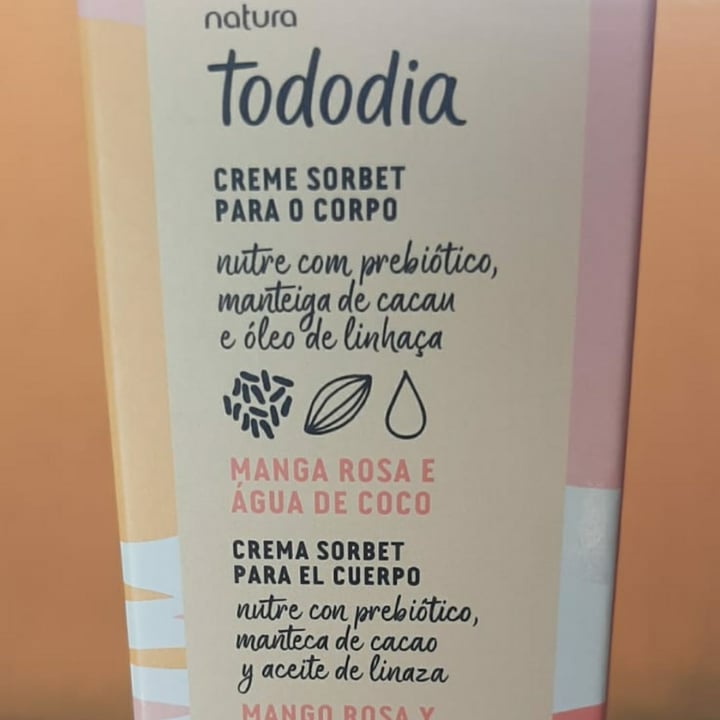 natura
tododia
CREME SORBET
PARA O CORPO
nutre com prebiótico,
manteiga de cacau
e óleo de linhaça
MANGA ROSA E
ÁGUA DE COCO
CREMA SORBET
PARA EL CUERPO
nutre con prebiótico,
manteca de cacao
y aceite de linaza
MANGO ROSA Y